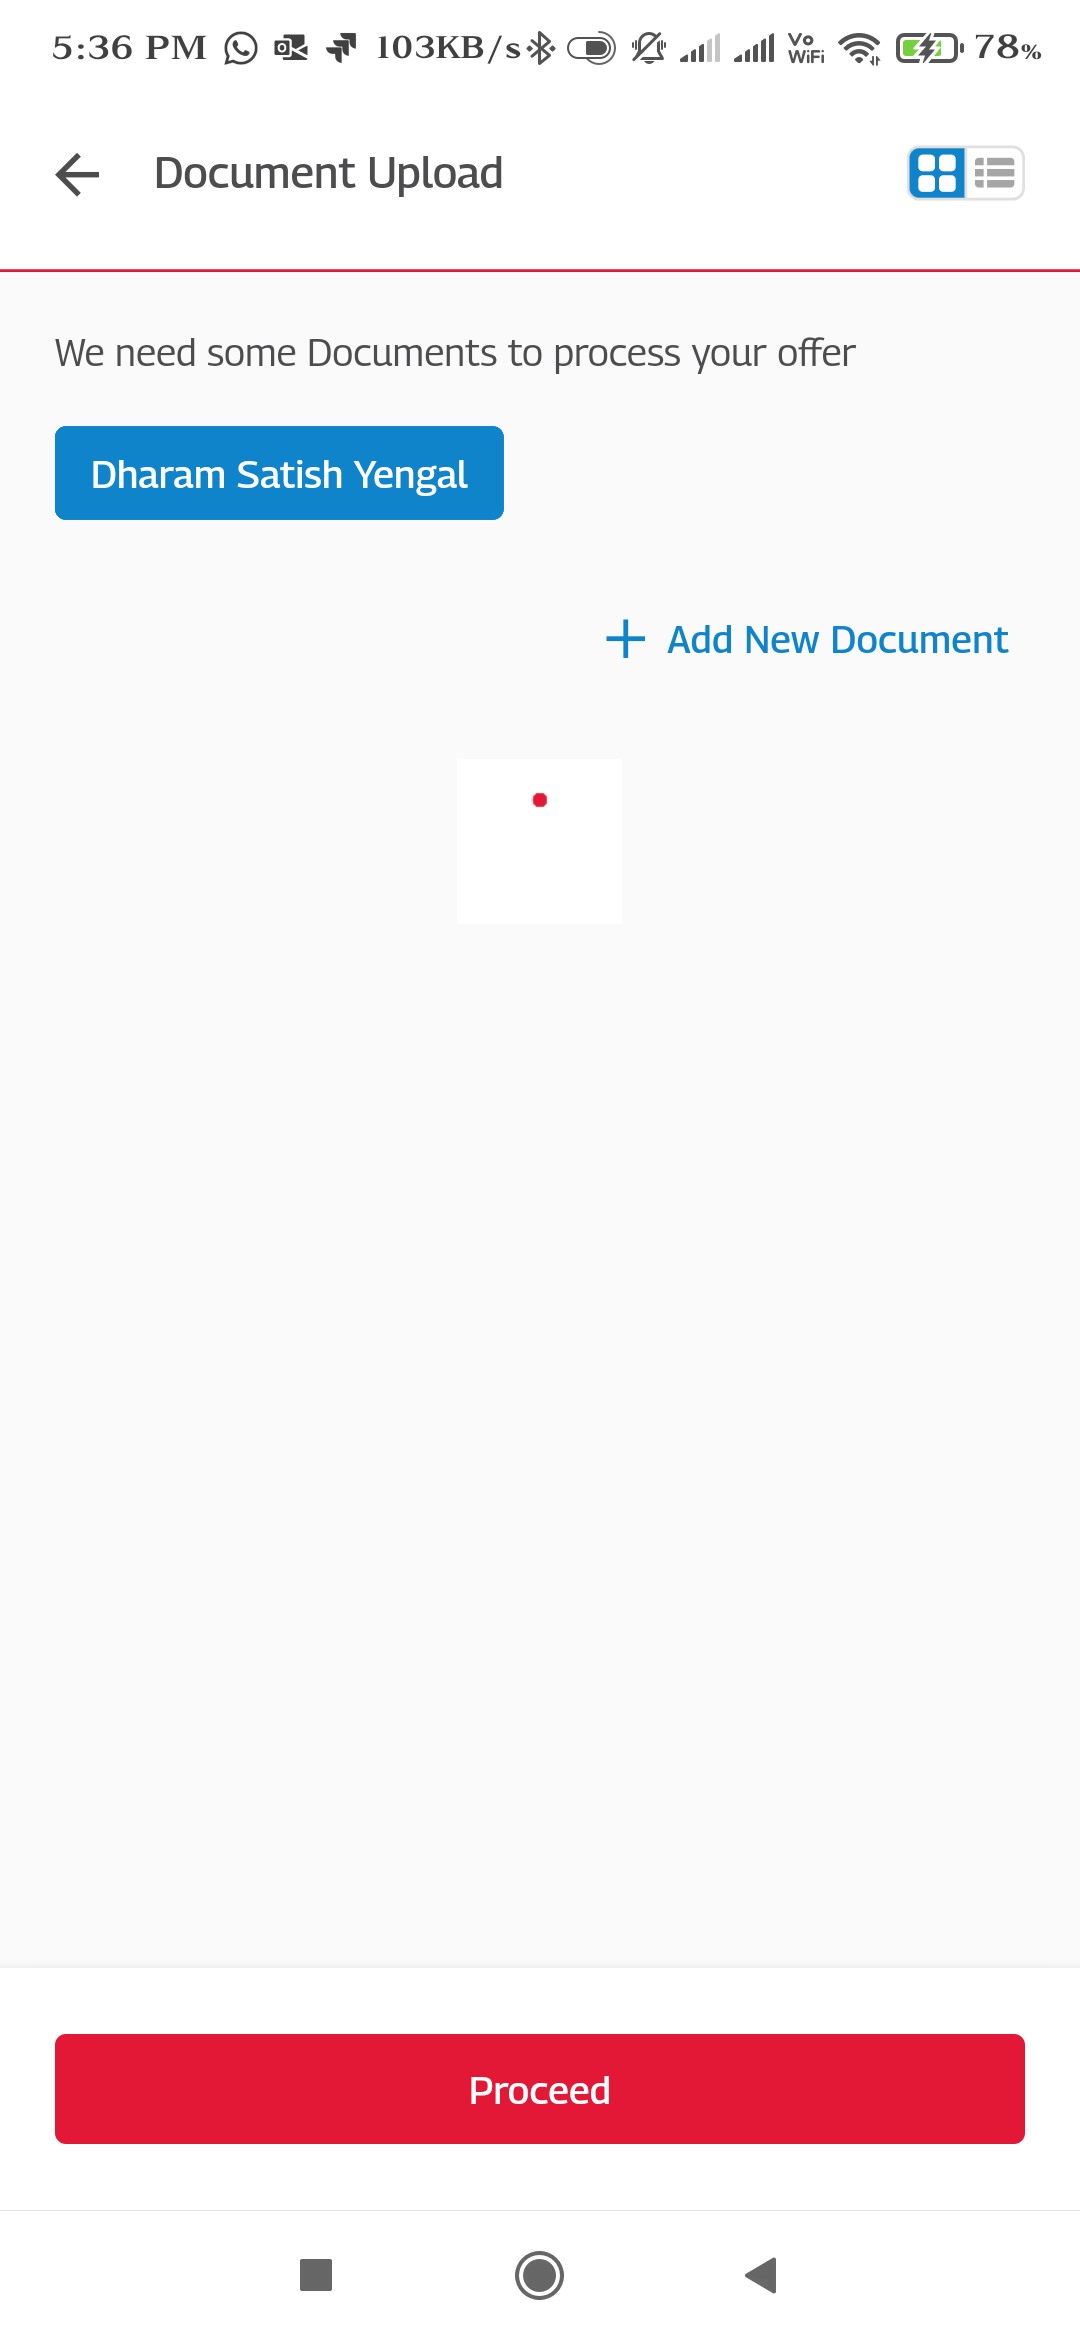 5:36 PM 103KB/s Vo WiFi 78%
Document Upload
We need some Documents to process your offer
Dharam Satish Yengal
+ Add New Document
Proceed